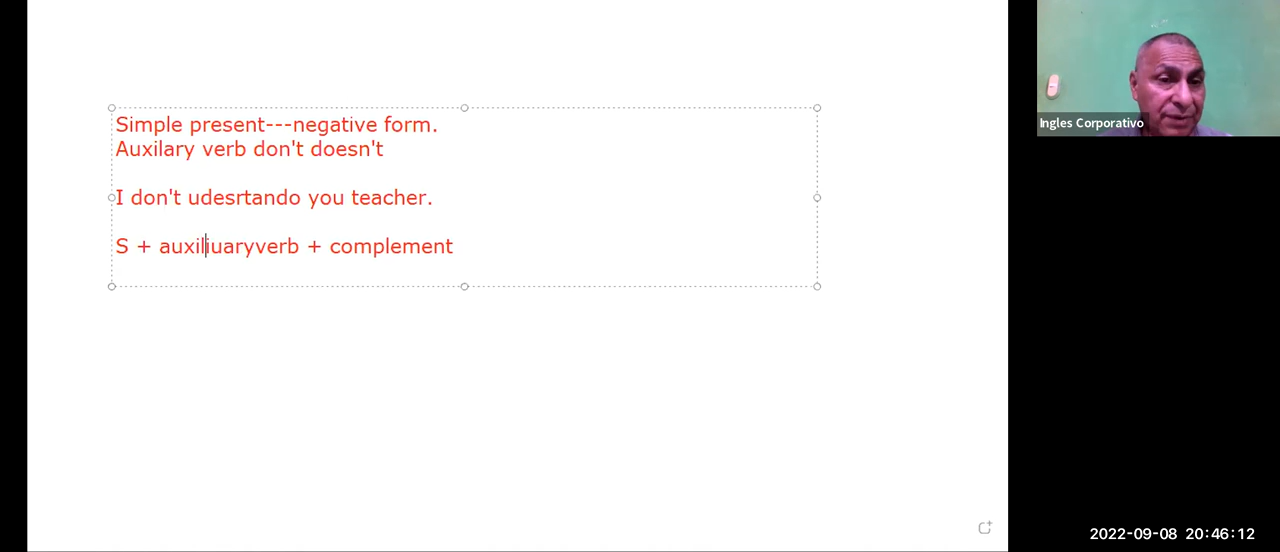 Simple present---negative form.
Auxilary verb don't doesn't
I don't udesrtando you teacher.
S + auxiliuaryverb + complement
Ingles Corporativo
2022-09-08 20:46:12